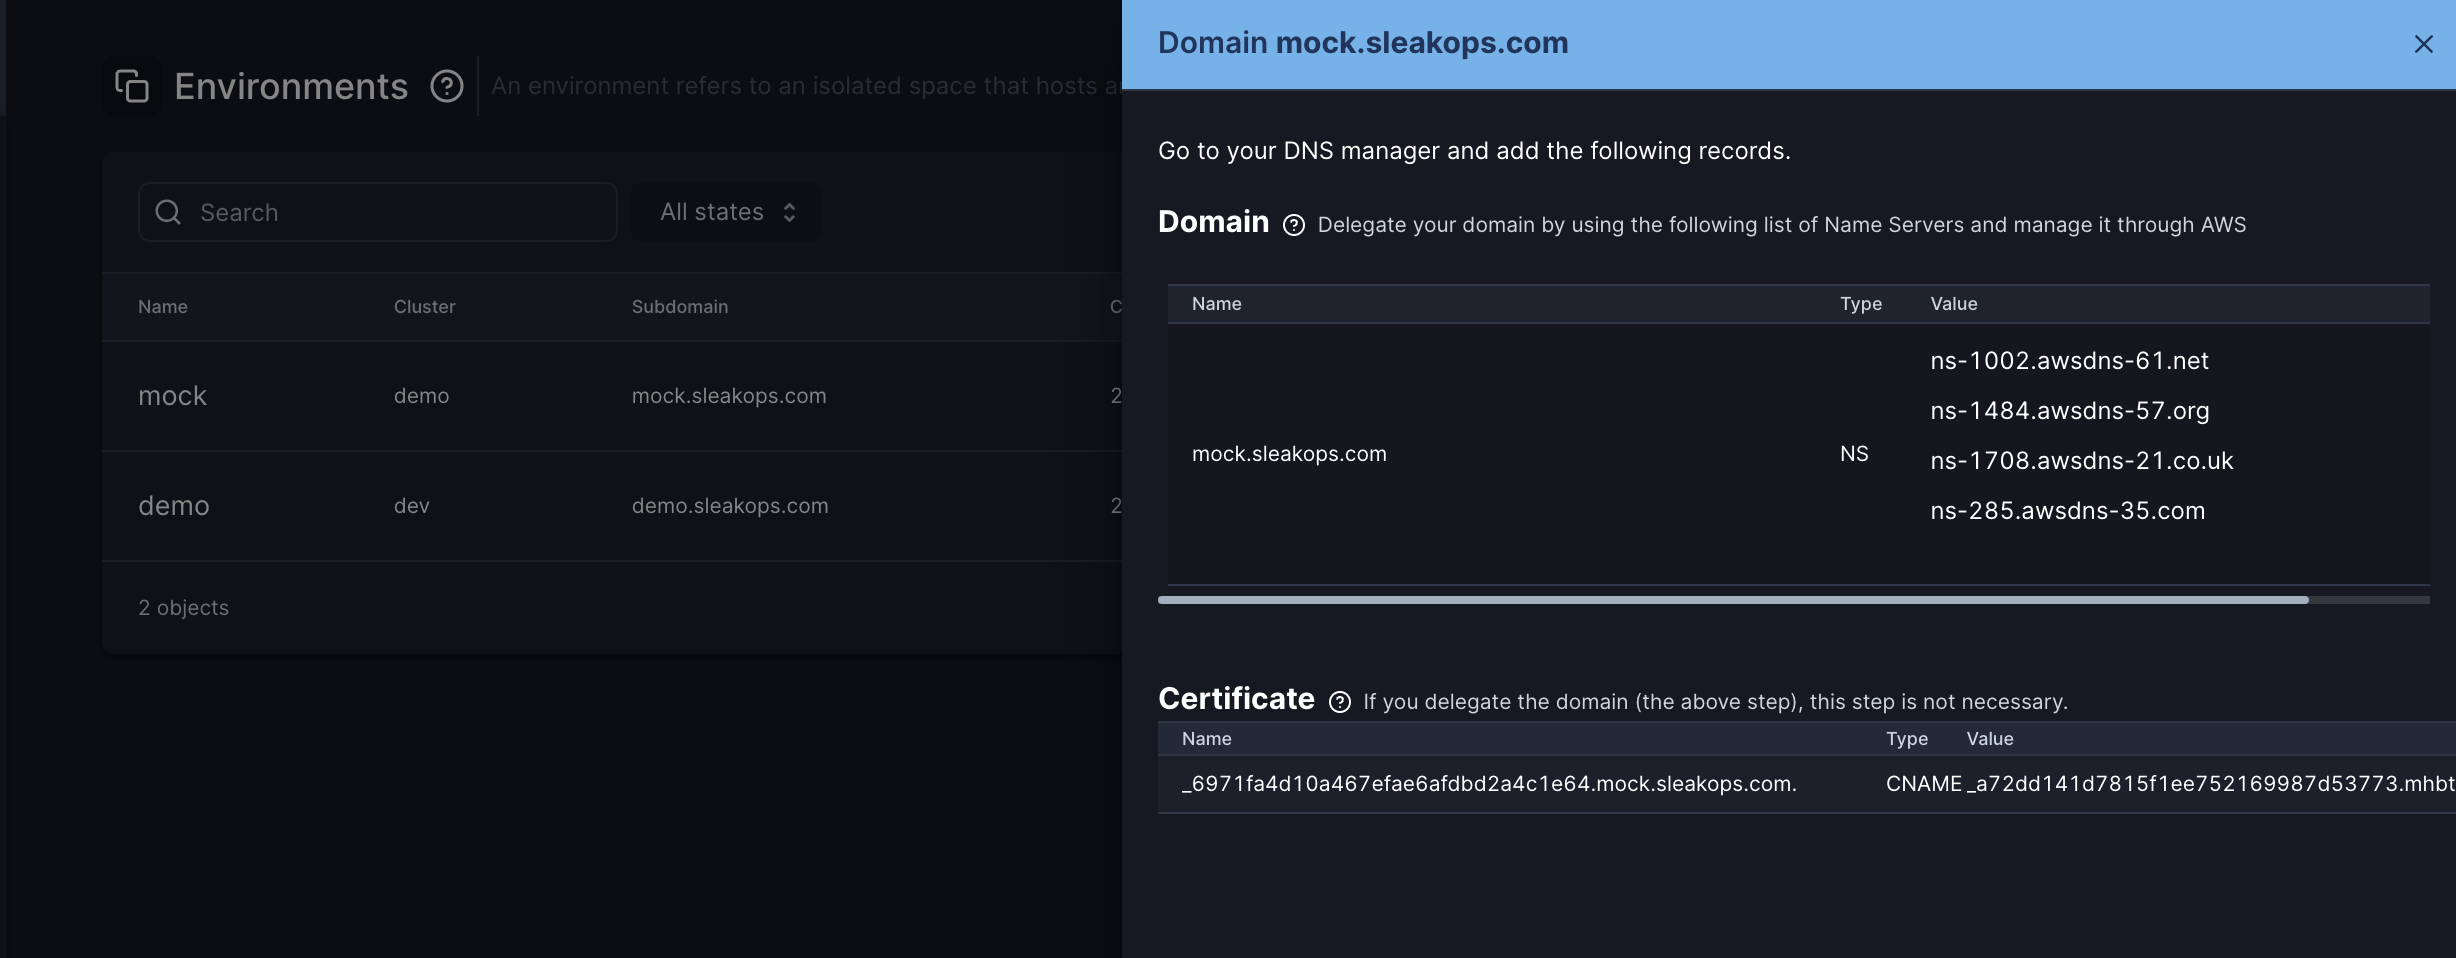 Environments
An environment refers to an isolated space that hosts
Search
All states
Name Cluster Subdomain
mock demo mock.sleakops.com
demo dev demo.sleakops.com
2 objects
Domain mock.sleakops.com
Go to your DNS manager and add the following records.
Domain Delegate your domain by using the following list of Name Servers and manage it through AWS
Name Type Value
mock.sleakops.com NS
ns-1002.awsdns-61.net
ns-1484.awsdns-57.org
ns-1708.awsdns-21.co.uk
ns-285.awsdns-35.com
Certificate If you delegate the domain (the above step), this step is not necessary.
Name Type Value
_6971fa4d10a467efae6afdbd2a4c1e64.mock.sleakops.com. CNAME _a72dd141d7815f1ee752169987d53773.mhbt